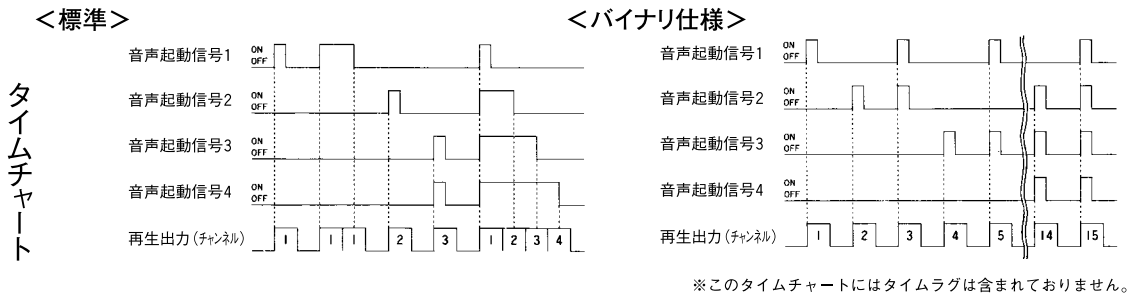 ＜標準＞
タイムチャート
音声起動信号1
ON
OFF
音声起動信号2
ON
OFF
音声起動信号3
ON
OFF
音声起動信号4
ON
OFF
再生出力（チャンネル）
1 1 1 2 3 1 2 3 4
＜バイナリ仕様＞
音声起動信号1
ON
OFF
音声起動信号2
ON
OFF
音声起動信号3
ON
OFF
音声起動信号4
ON
OFF
再生出力（チャンネル）
1 2 3 4 5 14 15
※このタイムチャートにはタイムラグは含まれておりません。